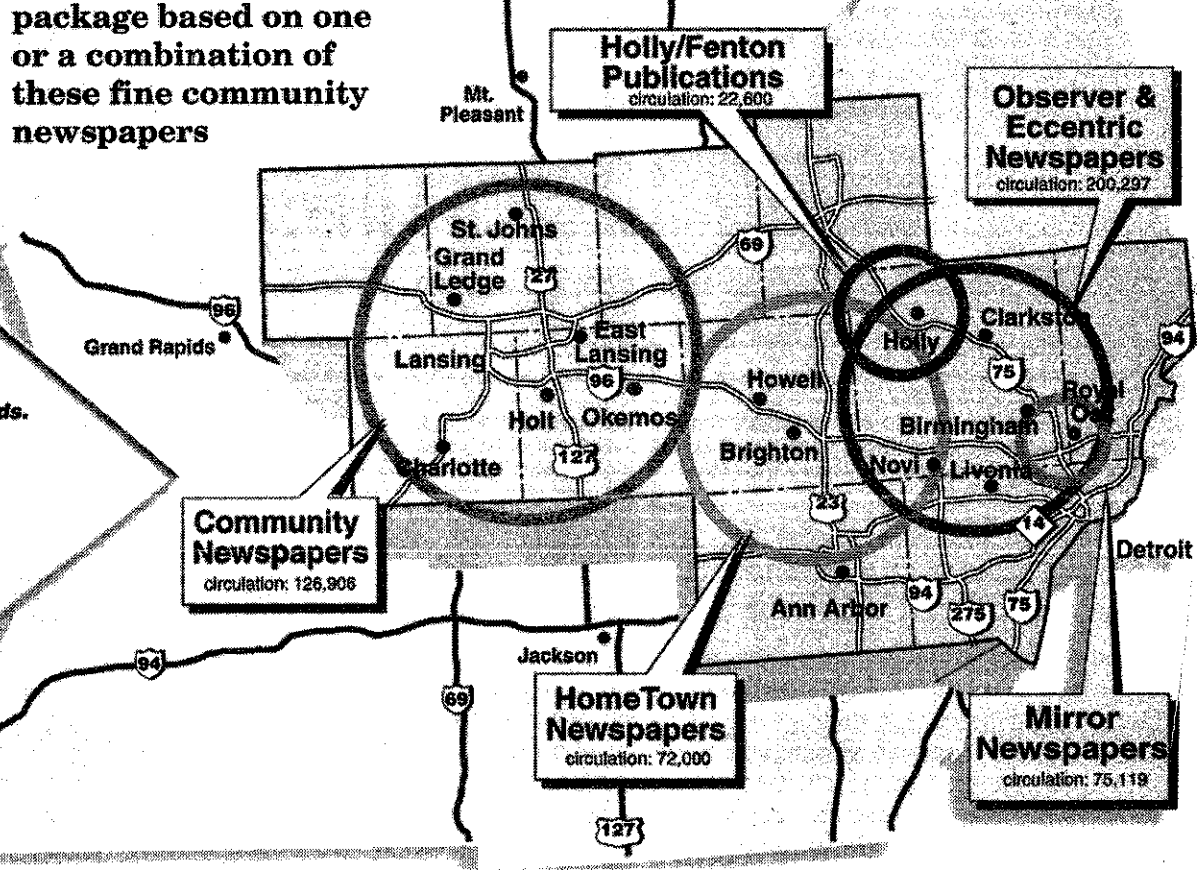 package based on one
or a combination of
these fine community
newspapers
Holly/Fenton
Publications
circulation: 22,600
Observer &
Eccentric
Newspapers
circulation: 200,297
Mt.
Pleasant
St. Johns
Grand
Ledge
27
69
96
Grand Rapids
Lansing
East
Lansing
96
Holt
Okemos
Charlotte
127
Howell
Brighton
Holly
Clarkston
75
94
Royal
Birmingham
Novi
Livonia
23
14
Detroit
ds.
Community
Newspapers
circulation: 126,906
Ann Arbor
94
275
75
94
Jackson
69
HomeTown
Newspapers
circulation: 72,000
Mirror
Newspapers
circulation: 75,119
127